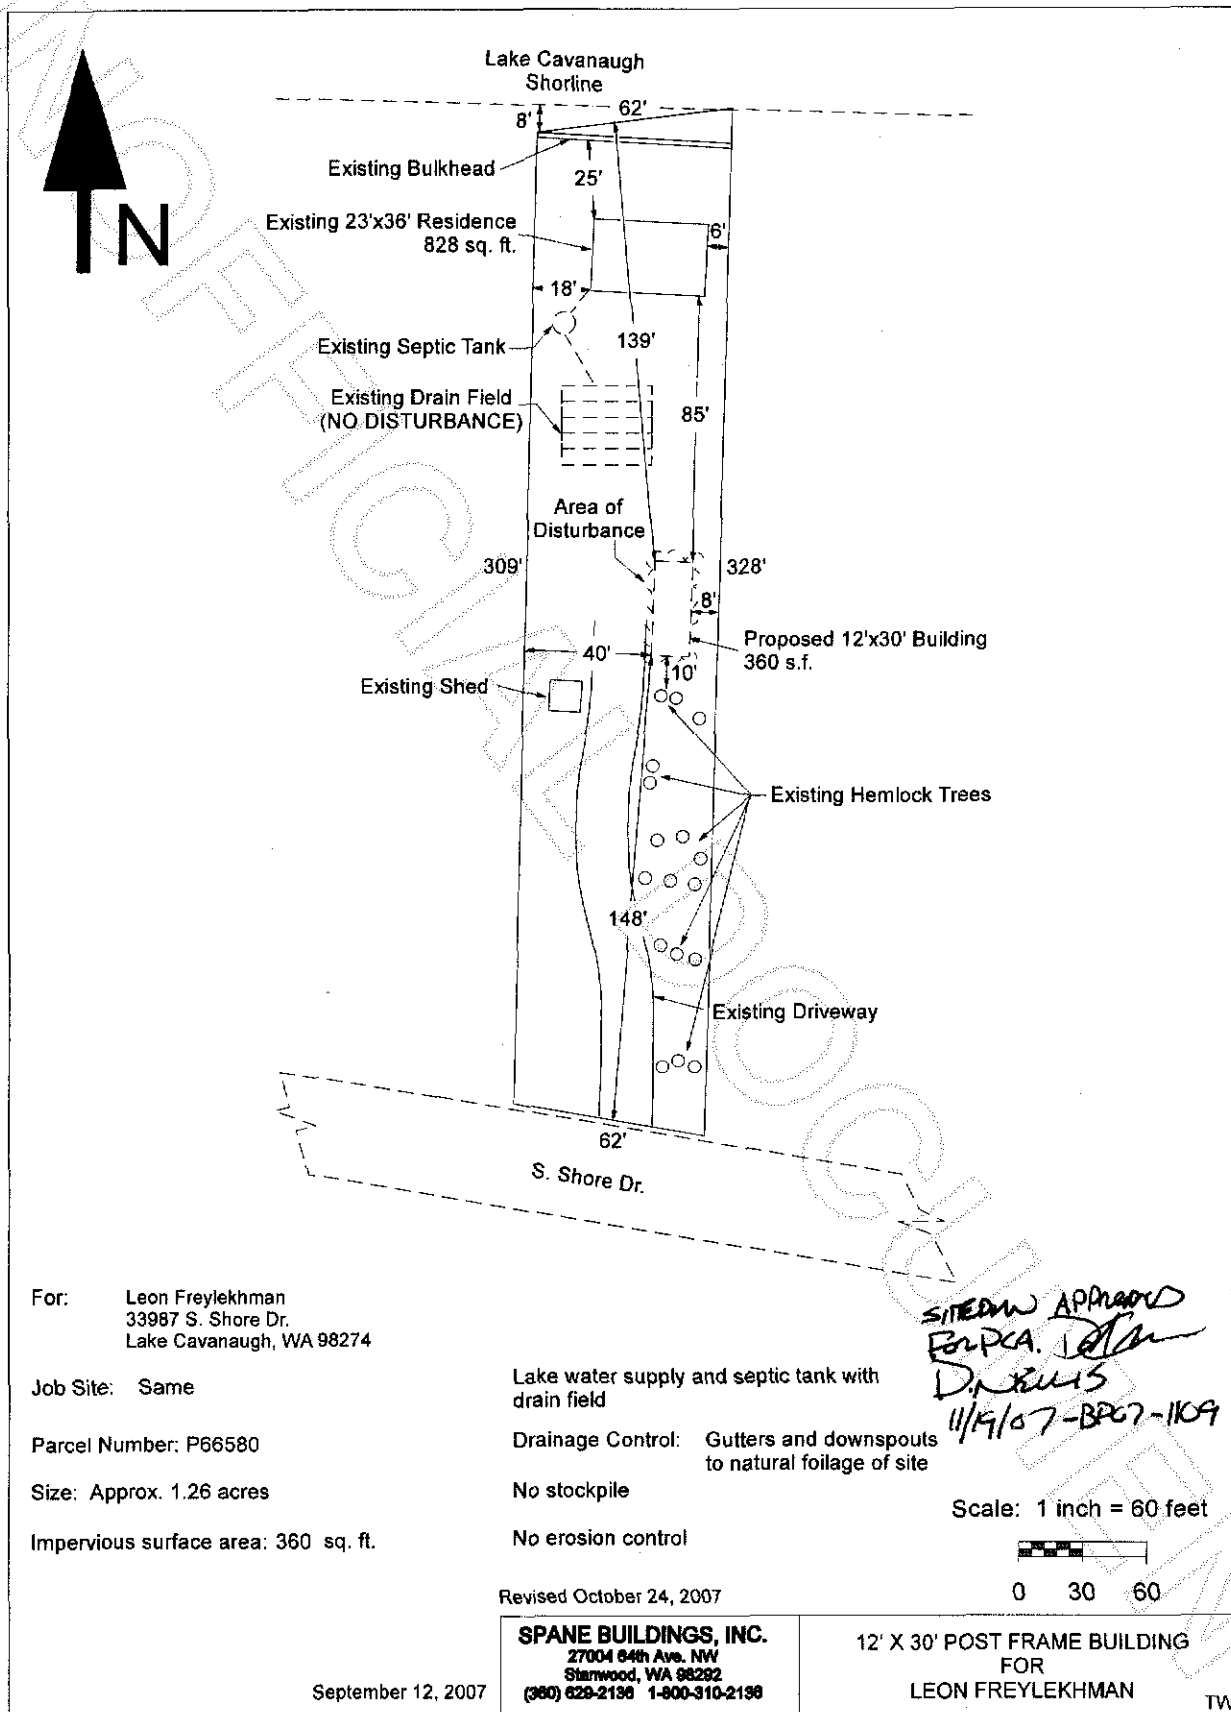 Lake Cavanaugh
Shorline
62'
8'
Existing Bulkhead
25'
N
Existing 23'x36' Residence
828 sq. ft.
6'
18'
Existing Septic Tank
139'
Existing Drain Field
(NO DISTURBANCE)
85'
Area of
Disturbance
309'
328'
8'
Proposed 12'x30' Building
360 s.f.
40'
10'
Existing Shed
Existing Hemlock Trees
148'
Existing Driveway
62'
S. Shore Dr.
UNOFFICIAL DOCUMENT
For: Leon Freylekhman
33987 S. Shore Dr.
Lake Cavanaugh, WA 98274
Job Site: Same
Parcel Number: P66580
Size: Approx. 1.26 acres
Impervious surface area: 360 sq. ft.
Lake water supply and septic tank with
drain field
Drainage Control: Gutters and downspouts
to natural foilage of site
No stockpile
No erosion control
APPROVED
For PCA.
11/19/07-BP07-1109
Scale: 1 inch = 60 feet
0 30 60
Revised October 24, 2007
September 12, 2007
SPANE BUILDINGS, INC.
27004 64th Ave. NW
Stanwood, WA 98292
(360) 629-2136 1-800-310-2136
12' X 30' POST FRAME BUILDING
FOR
LEON FREYLEKHMAN
TW